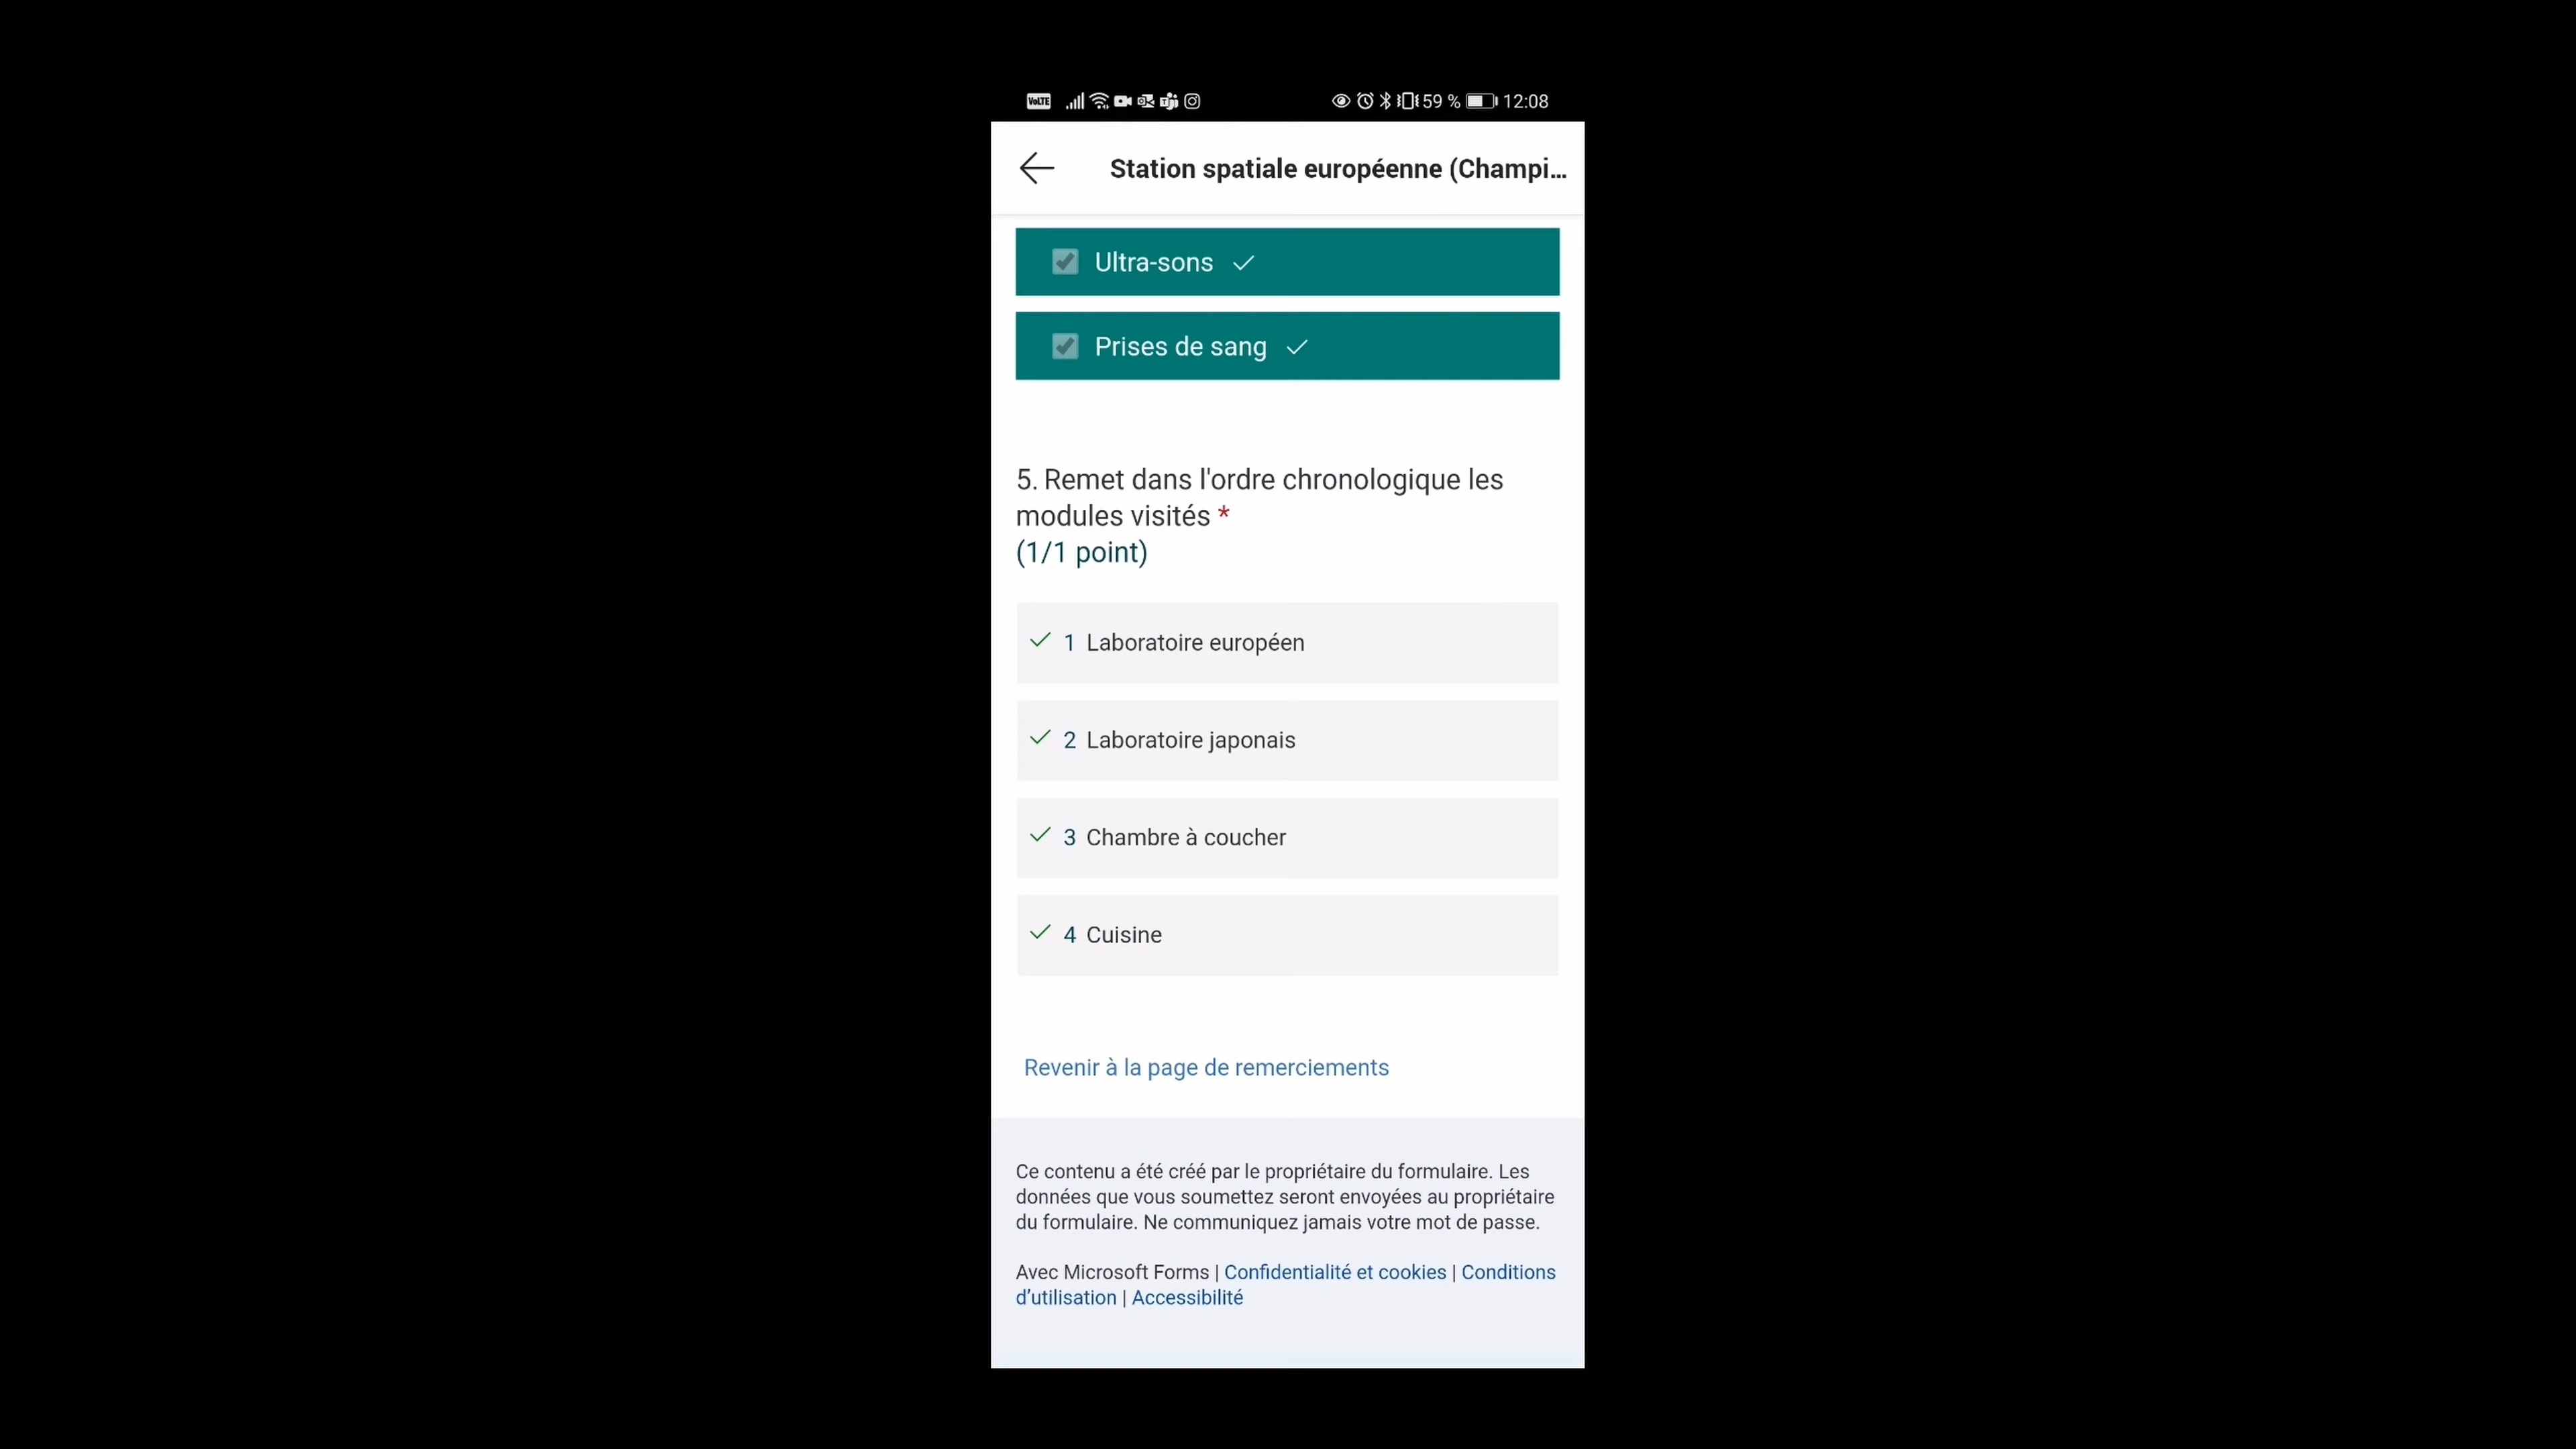 VoLTE 59 % 12:08
Station spatiale européenne (Champi...
Ultra-sons
Prises de sang
5. Remet dans l'ordre chronologique les
modules visités *
(1/1 point)
1 Laboratoire européen
2 Laboratoire japonais
3 Chambre à coucher
4 Cuisine
Revenir à la page de remerciements
Ce contenu a été créé par le propriétaire du formulaire. Les
données que vous soumettez seront envoyées au propriétaire
du formulaire. Ne communiquez jamais votre mot de passe.
Avec Microsoft Forms | Confidentialité et cookies | Conditions
d’utilisation | Accessibilité